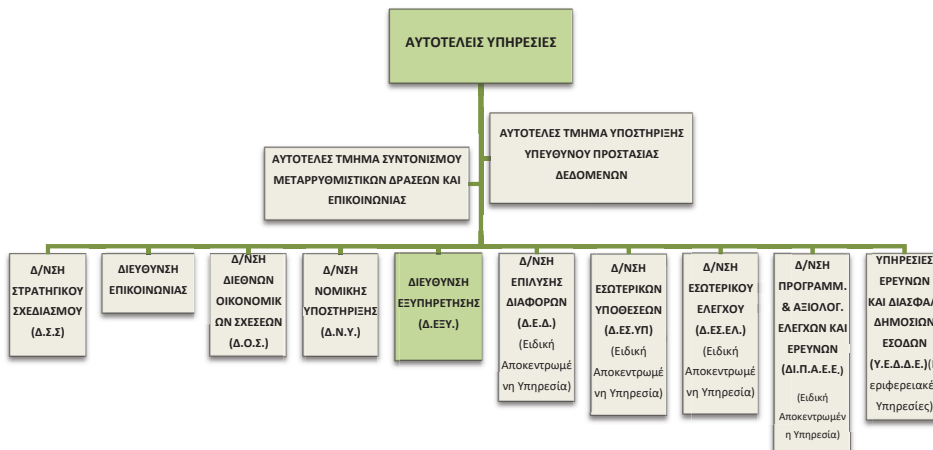 ΑΥΤΟΤΕΛΕΙΣ ΥΠΗΡΕΣΙΕΣ
ΑΥΤΟΤΕΛΕΣ ΤΜΗΜΑ ΥΠΟΣΤΗΡΙΞΗΣ
ΥΠΕΥΘΥΝΟΥ ΠΡΟΣΤΑΣΙΑΣ
ΔΕΔΟΜΕΝΩΝ
ΑΥΤΟΤΕΛΕΣ ΤΜΗΜΑ ΣΥΝΤΟΝΙΣΜΟΥ
ΜΕΤΑΡΡΥΘΜΙΣΤΙΚΩΝ ΔΡΑΣΕΩΝ ΚΑΙ
ΕΠΙΚΟΙΝΩΝΙΑΣ
Δ/ΝΣΗ
ΣΤΡΑΤΗΓΙΚΟΥ
ΣΧΕΔΙΑΣΜΟΥ
(Δ.Σ.Σ)
ΔΙΕΥΘΥΝΣΗ
ΕΠΙΚΟΙΝΩΝΙΑΣ
Δ/ΝΣΗ
ΔΙΕΘΝΩΝ
ΟΙΚΟΝΟΜΙΚ
ΩΝ ΣΧΕΣΕΩΝ
(Δ.Ο.Σ.)
Δ/ΝΣΗ
ΝΟΜΙΚΗΣ
ΥΠΟΣΤΗΡΙΞΗΣ
(Δ.Ν.Υ.)
ΔΙΕΥΘΥΝΣΗ
ΕΞΥΠΗΡΕΤΗΣΗΣ
(Δ.ΕΞΥ.)
Δ/ΝΣΗ
ΕΠΙΛΥΣΗΣ
ΔΙΑΦΟΡΩΝ
(Δ.Ε.Δ.)
(Ειδική
Αποκεντρωμέ
νη Υπηρεσία)
Δ/ΝΣΗ
ΕΣΩΤΕΡΙΚΩΝ
ΥΠΟΘΕΣΕΩΝ
(Δ.ΕΣ.ΥΠ)
(Ειδική
Αποκεντρωμέ
νη Υπηρεσία)
Δ/ΝΣΗ
ΕΣΩΤΕΡΙΚΟΥ
ΕΛΕΓΧΟΥ
(Δ.ΕΣ.ΕΛ.)
(Ειδική
Αποκεντρωμέ
νη Υπηρεσία)
Δ/ΝΣΗ
ΠΡΟΓΡΑΜΜ.
& ΑΞΙΟΛΟΓ.
ΕΛΕΓΧΩΝ ΚΑΙ
ΕΡΕΥΝΩΝ
(ΔΙ.Π.Α.Ε.Ε.)
(Ειδική
Αποκεντρωμέν
η Υπηρεσία)
ΥΠΗΡΕΣΙΕΣ
ΕΡΕΥΝΩΝ
ΚΑΙ ΔΙΑΣΦΑΛ
ΔΗΜΟΣΙΩΝ
ΕΣΟΔΩΝ
(Υ.Ε.Δ.Δ.Ε.)
εριφερειακέ
Υπηρεσίες)